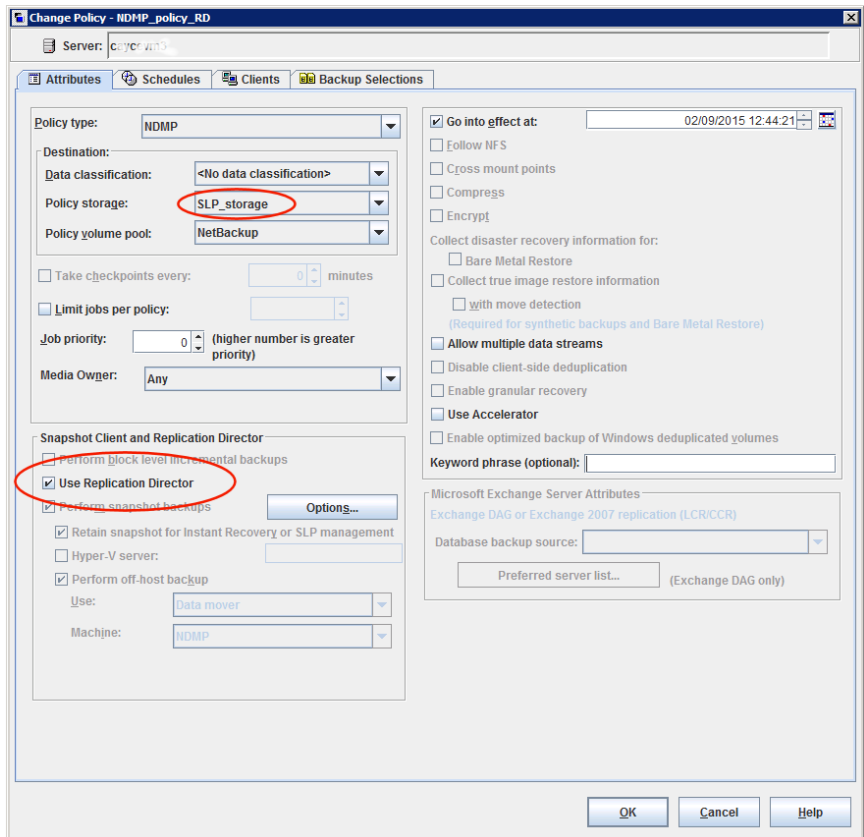 Change Policy - NDMP_policy_RD
Server:
Attributes Schedules Clients Backup Selections
Policy type: NDMP
Destination:
Data classification: <No data classification>
Policy storage: SLP_storage
Policy volume pool: NetBackup
Take checkpoints every: 0 minutes
Limit jobs per policy:
Job priority: 0 (higher number is greater
priority)
Media Owner: Any
Snapshot Client and Replication Director
Perform block level incremental backups
Use Replication Director
Perform snapshot backups Options...
Retain snapshot for Instant Recovery or SLP management
Hyper-V server:
Perform off-host backup
Use: Data mover
Machine: NDMP
Go into effect at: 02/09/2015 12:44:21
Follow NFS
Cross mount points
Compress
Encrypt
Collect disaster recovery information for:
Bare Metal Restore
Collect true image restore information
with move detection
(Required for synthetic backups and Bare Metal Restore)
Allow multiple data streams
Disable client-side deduplication
Enable granular recovery
Use Accelerator
Enable optimized backup of Windows deduplicated volumes
Keyword phrase (optional):
Microsoft Exchange Server Attributes
Exchange DAG or Exchange 2007 replication (LCR/CCR)
Database backup source:
Preferred server list... (Exchange DAG only)
OK Cancel Help